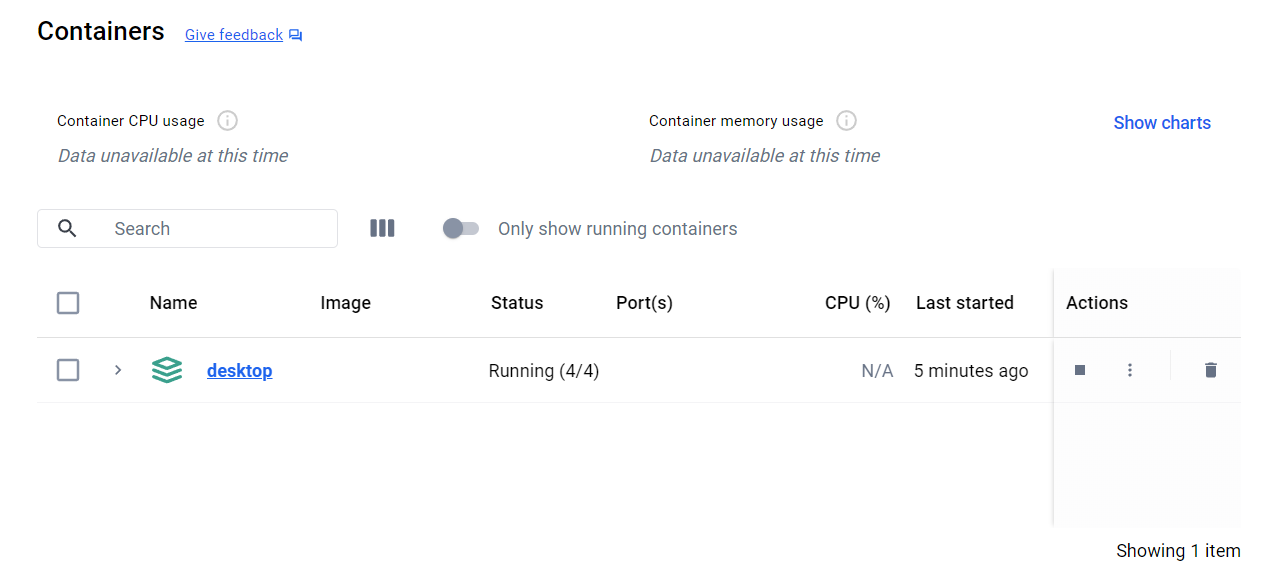 Containers Give feedback
Container CPU usage Container memory usage Show charts
Data unavailable at this time Data unavailable at this time
Search Only show running containers
Name Image Status Port(s) CPU (%) Last started Actions
desktop Running (4/4) N/A 5 minutes ago
Showing 1 item